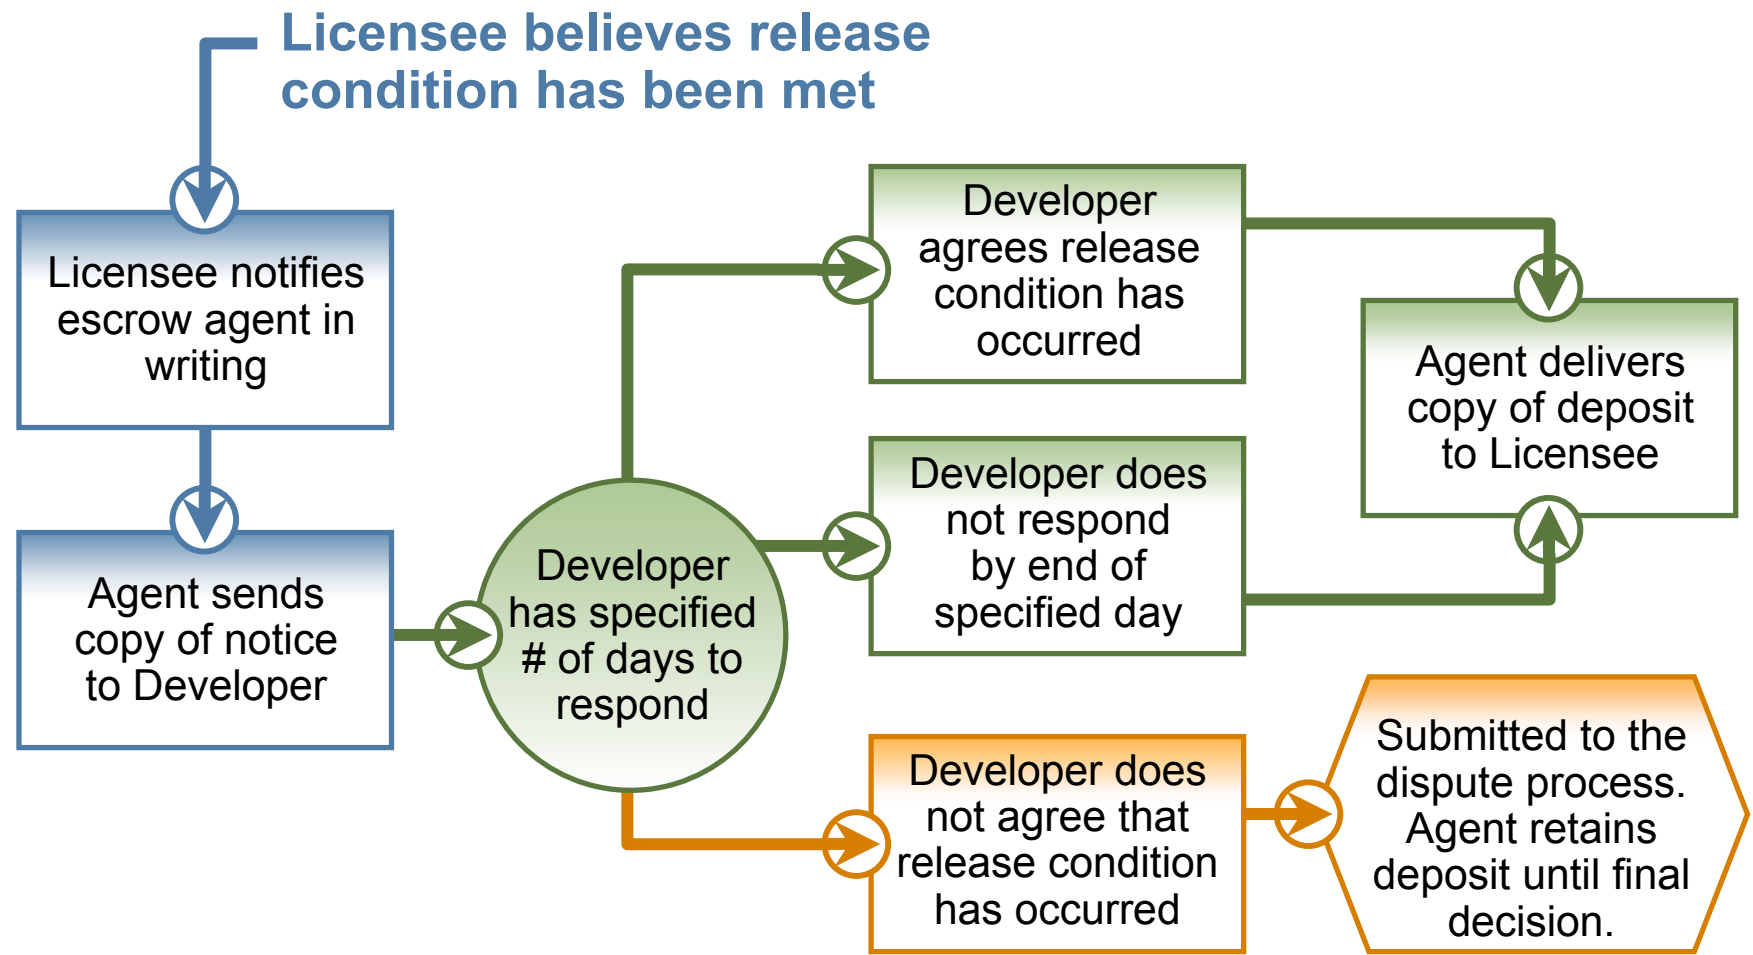 Licensee believes release
condition has been met
Licensee notifies
escrow agent in
writing
Agent sends
copy of notice
to Developer
Developer
has specified
# of days to
respond
Developer
agrees release
condition has
occurred
Developer does
not respond
by end of
specified day
Agent delivers
copy of deposit
to Licensee
Developer does
not agree that
release condition
has occurred
Submitted to the
dispute process.
Agent retains
deposit until final
decision.